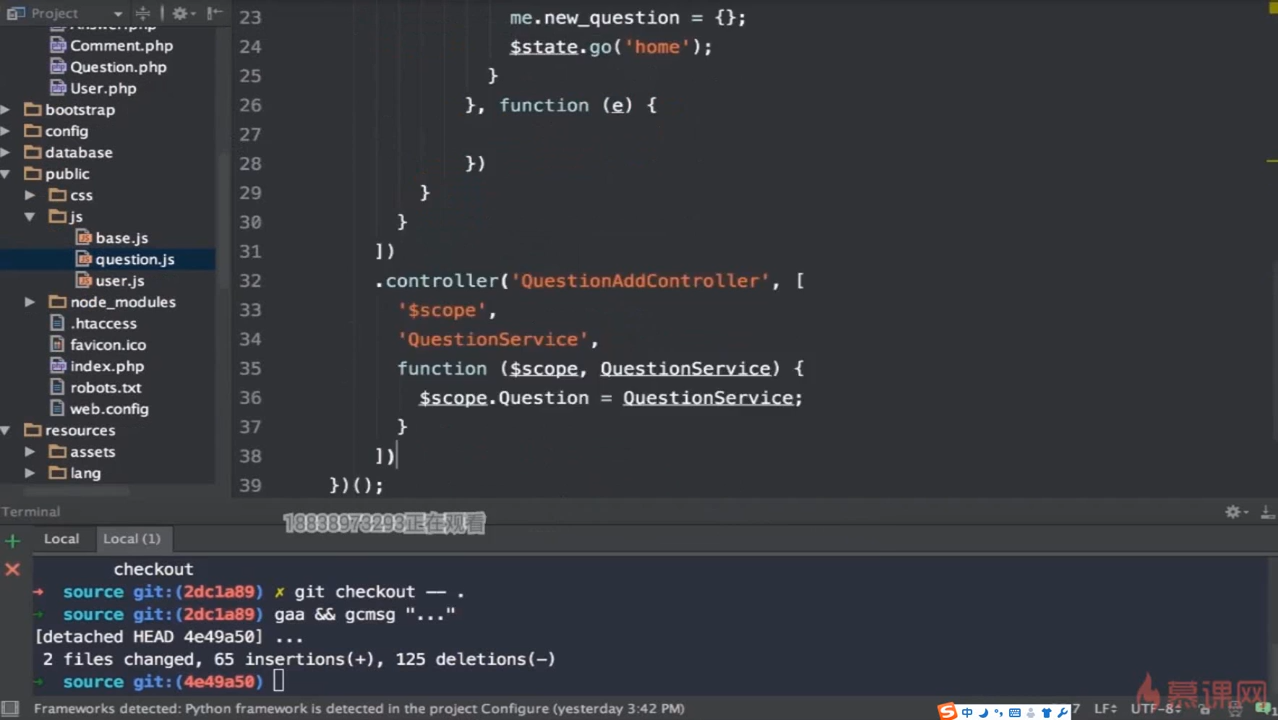 Project
Answer.php
Comment.php
Question.php
User.php
bootstrap
config
database
public
css
js
base.js
question.js
user.js
node_modules
.htaccess
favicon.ico
index.php
robots.txt
web.config
resources
assets
lang
23 me.new_question = {};
24 $state.go('home');
25 }
26 }, function (e) {
27
28 })
29 }
30 }
31 ])
32 .controller('QuestionAddController', [
33 '$scope',
34 'QuestionService',
35 function ($scope, QuestionService) {
36 $scope.Question = QuestionService;
37 }
38 ])
39 })();
Terminal
18838973293正在观看
Local Local (1)
checkout
→ source git:(2dc1a89) ✗ git checkout -- .
→ source git:(2dc1a89) gaa && gcmsg "..."
[detached HEAD 4e49a50] ...
2 files changed, 65 insertions(+), 125 deletions(-)
→ source git:(4e49a50)
慕课网
Frameworks detected: Python framework is detected in the project Configure (yesterday 3:42 PM)
中
7 LF÷ UTF-8÷